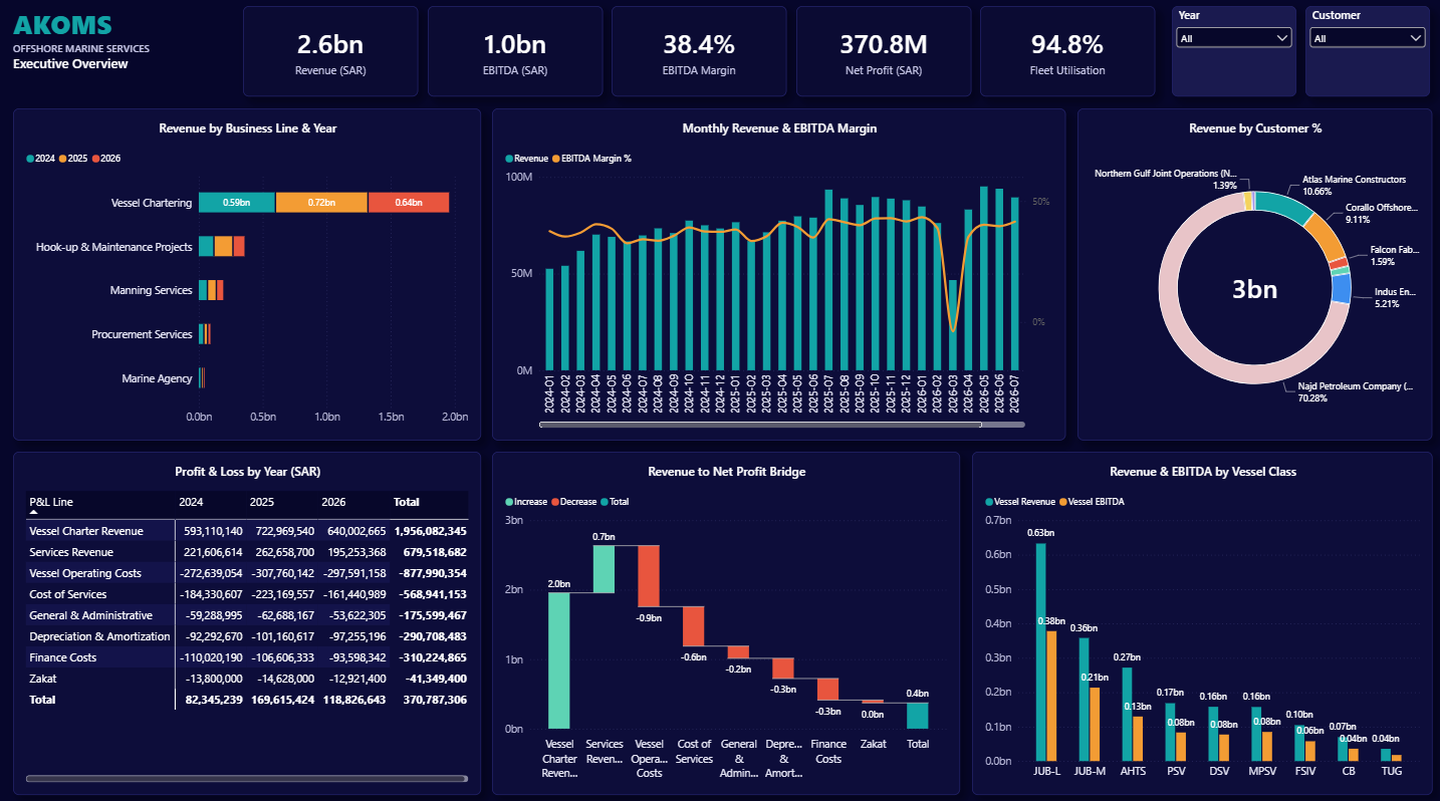 AKOMS
OFFSHORE MARINE SERVICES
Executive Overview
2.6bn
Revenue (SAR)
1.0bn
EBITDA (SAR)
38.4%
EBITDA Margin
370.8M
Net Profit (SAR)
94.8%
Fleet Utilisation
Year
All
Customer
All
Revenue by Business Line & Year
2024 2025 2026
Vessel Chartering 0.59bn 0.72bn 0.64bn
Hook-up & Maintenance Projects
Manning Services
Procurement Services
Marine Agency
0.0bn 0.5bn 1.0bn 1.5bn 2.0bn
Monthly Revenue & EBITDA Margin
Revenue EBITDA Margin %
100M
50M
0M
50%
0%
2024-01
2024-02
2024-03
2024-04
2024-05
2024-06
2024-07
2024-08
2024-09
2024-10
2024-11
2024-12
2025-01
2025-02
2025-03
2025-04
2025-05
2025-06
2025-07
2025-08
2025-09
2025-10
2025-11
2025-12
2026-01
2026-02
2026-03
2026-04
2026-05
2026-06
2026-07
Revenue by Customer %
Northern Gulf Joint Operations (N...
1.39%
Atlas Marine Constructors
10.66%
Corallo Offshore...
9.11%
Falcon Fab...
1.59%
Indus En...
5.21%
3bn
Najd Petroleum Company (...
70.28%
Profit & Loss by Year (SAR)
P&L Line 2024 2025 2026 Total
Vessel Charter Revenue 593,110,140 722,969,540 640,002,665 1,956,082,345
Services Revenue 221,606,614 262,658,700 195,253,368 679,518,682
Vessel Operating Costs -272,639,054 -307,760,142 -297,591,158 -877,990,354
Cost of Services -184,330,607 -223,169,557 -161,440,989 -568,941,153
General & Administrative -59,288,995 -62,688,167 -53,622,305 -175,599,467
Depreciation & Amortization -92,292,670 -101,160,617 -97,255,196 -290,708,483
Finance Costs -110,020,190 -106,606,333 -93,598,342 -310,224,865
Zakat -13,800,000 -14,628,000 -12,921,400 -41,349,400
Total 82,345,239 169,615,424 118,826,643 370,787,306
Revenue to Net Profit Bridge
Increase Decrease Total
3bn
2bn
1bn
0bn
2.0bn
0.7bn
-0.9bn
-0.6bn
-0.2bn
-0.3bn
-0.3bn
0.0bn
0.4bn
Vessel Charter Reven...
Services Reven...
Vessel Opera... Costs
Cost of Services
General & Admin...
Depre... & Amort...
Finance Costs
Zakat
Total
Revenue & EBITDA by Vessel Class
Vessel Revenue Vessel EBITDA
0.7bn
0.6bn
0.5bn
0.4bn
0.3bn
0.2bn
0.1bn
0.0bn
0.63bn 0.38bn
0.36bn 0.21bn
0.27bn 0.13bn
0.17bn 0.08bn
0.16bn 0.08bn
0.16bn 0.08bn
0.10bn 0.06bn
0.07bn 0.04bn
0.04bn
JUB-L JUB-M AHTS PSV DSV MPSV FSIV CB TUG